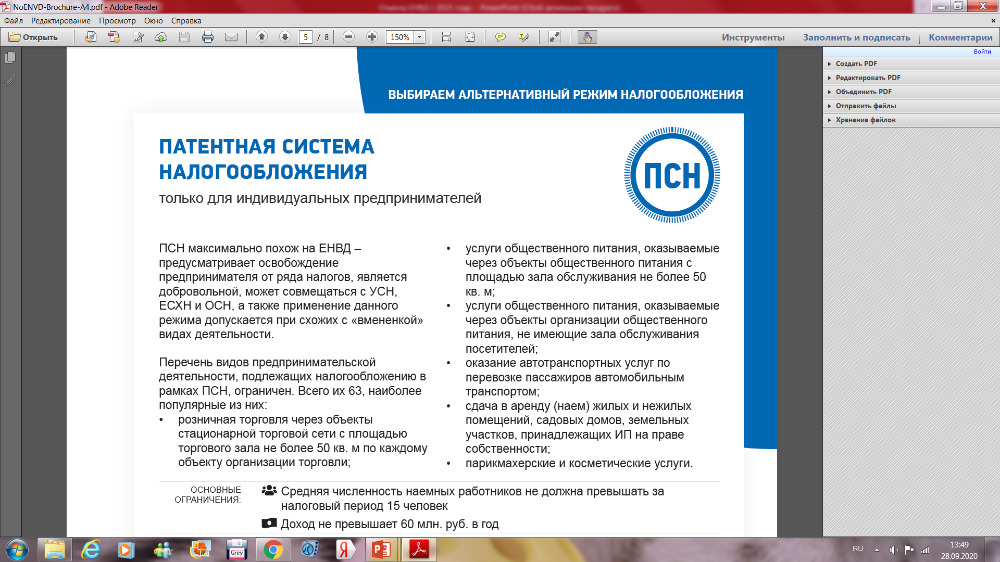 NoENVD-Brochure-A4.pdf - Adobe Reader
Отмена ЕНВД с 2021 года - PowerPoint (Сбой активации продукта)
Файл Редактирование Просмотр Окно Справка
Открыть
5 / 8
150%
Инструменты
Заполнить и подписать
Комментарии
Войти
Создать PDF
Редактировать PDF
Объединить PDF
Отправить файлы
Хранение файлов
ВЫБИРАЕМ АЛЬТЕРНАТИВНЫЙ РЕЖИМ НАЛОГООБЛОЖЕНИЯ
ПАТЕНТНАЯ СИСТЕМА
НАЛОГООБЛОЖЕНИЯ
только для индивидуальных предпринимателей
ПСН
ПСН максимально похож на ЕНВД –
предусматривает освобождение
предпринимателя от ряда налогов, является
добровольной, может совмещаться с УСН,
ЕСХН и ОСН, а также применение данного
режима допускается при схожих с «вмененкой»
видах деятельности.
Перечень видов предпринимательской
деятельности, подлежащих налогообложению в
рамках ПСН, ограничен. Всего их 63, наиболее
популярные из них:
• розничная торговля через объекты
стационарной торговой сети с площадью
торгового зала не более 50 кв. м по каждому
объекту организации торговли;
• услуги общественного питания, оказываемые
через объекты общественного питания с
площадью зала обслуживания не более 50
кв. м;
• услуги общественного питания, оказываемые
через объекты организации общественного
питания, не имеющие зала обслуживания
посетителей;
• оказание автотранспортных услуг по
перевозке пассажиров автомобильным
транспортом;
• сдача в аренду (наем) жилых и нежилых
помещений, садовых домов, земельных
участков, принадлежащих ИП на праве
собственности;
• парикмахерские и косметические услуги.
ОСНОВНЫЕ
ОГРАНИЧЕНИЯ:
Средняя численность наемных работников не должна превышать за
налоговый период 15 человек
Доход не превышает 60 млн. руб. в год
Grey
RU
13:49
28.09.2020